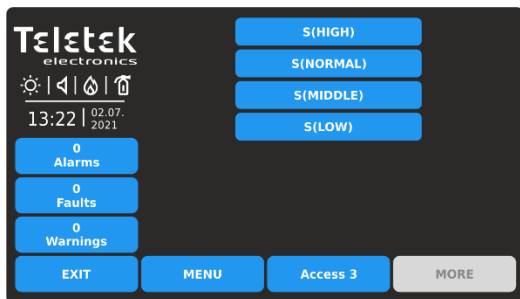 Teletek
electronics
13:22 02.07.
2021
0
Alarms
0
Faults
0
Warnings
S(HIGH)
S(NORMAL)
S(MIDDLE)
S(LOW)
EXIT MENU Access 3 MORE